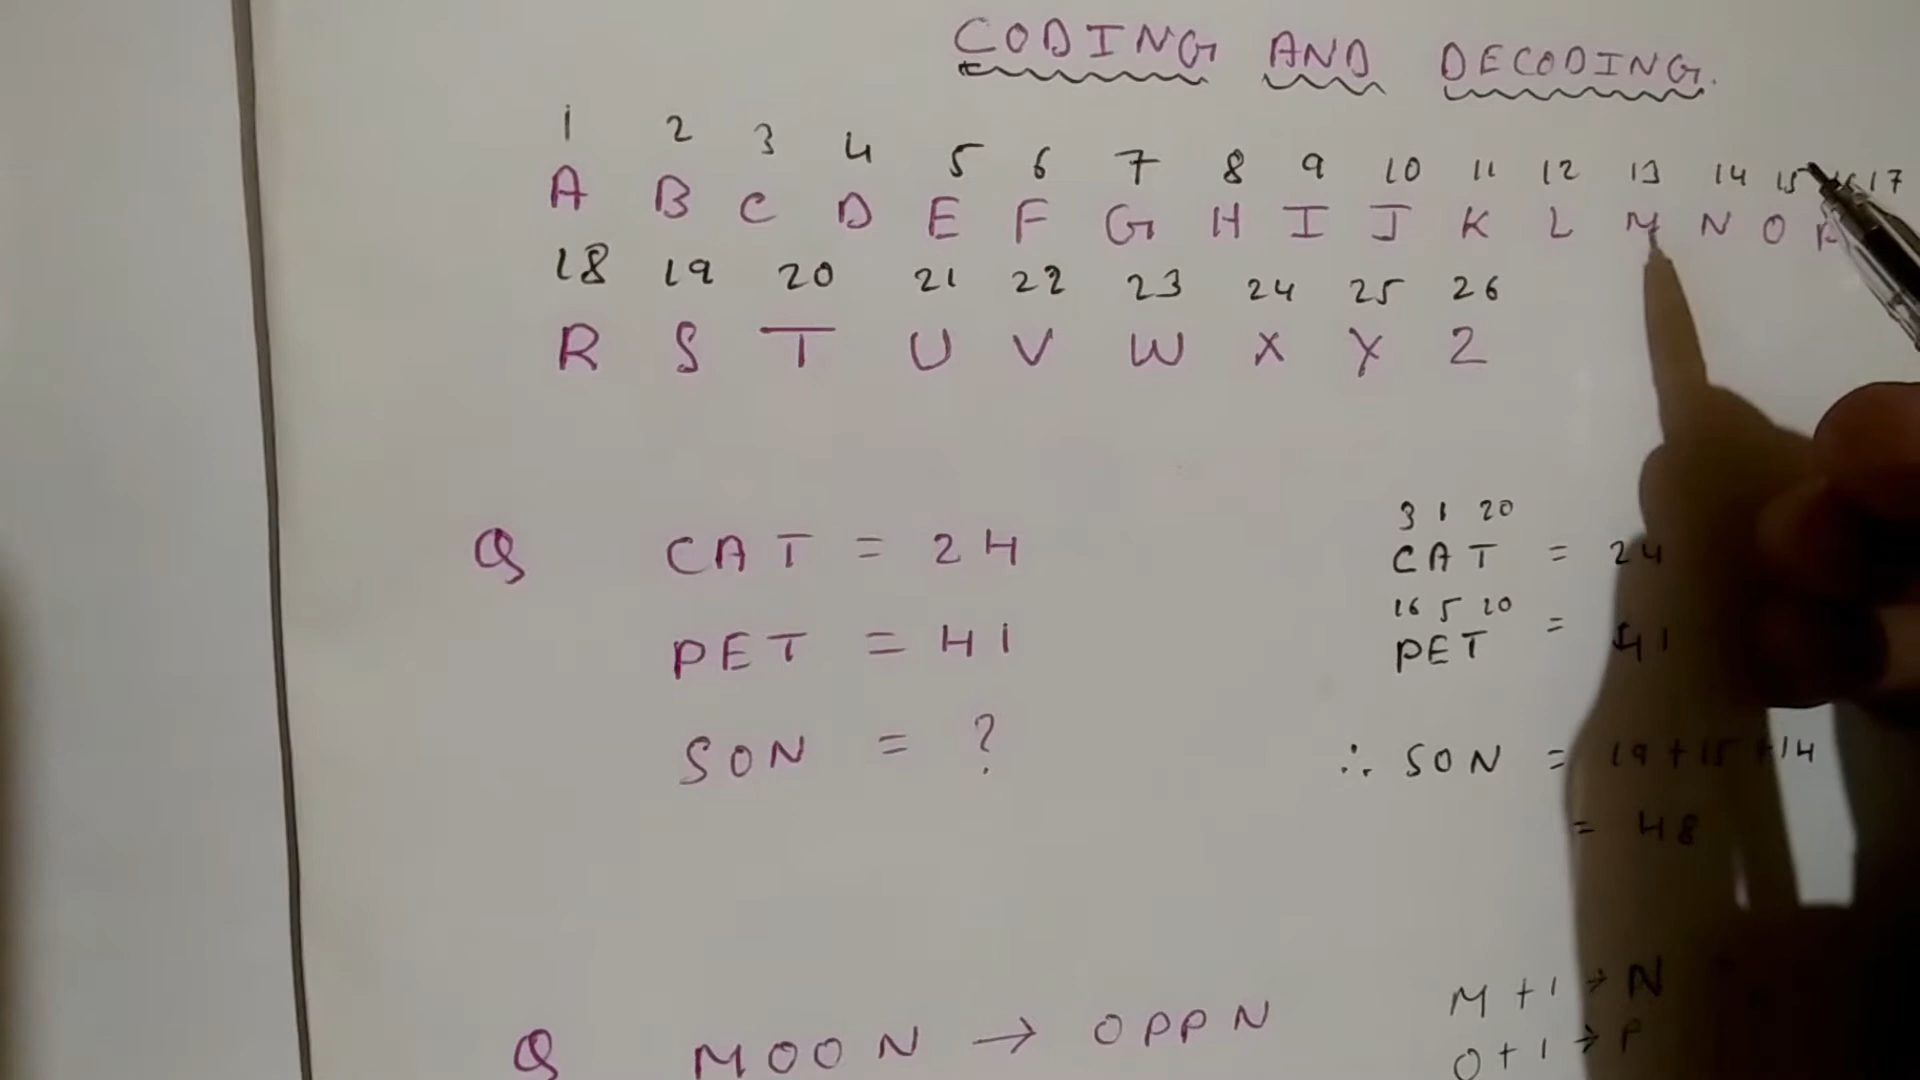 CODING AND DECODING.
1 2 3 4 5 6 7 8 9 10 11 12 13 14 15 17
A B C D E F G H I J K L M N O P
18 19 20 21 22 23 24 25 26
R S T U V W X Y Z
Q CAT = 24
PET = 41
SON = ?
3 1 20
CAT = 24
16 5 20
PET = 41
∴ SON = 19+15+14
= 48
Q MOON → OPPN
M+1→N
O+1→P